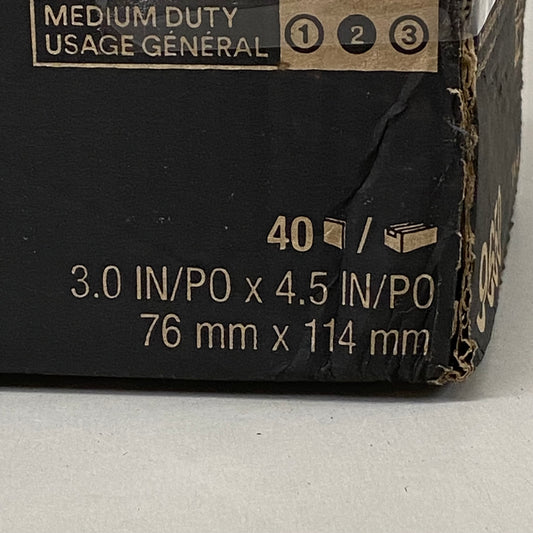 MEDIUM DUTY
USAGE GÉNÉRAL
1 2 3
40 /
3.0 IN/PO x 4.5 IN/PO
76 mm x 114 mm